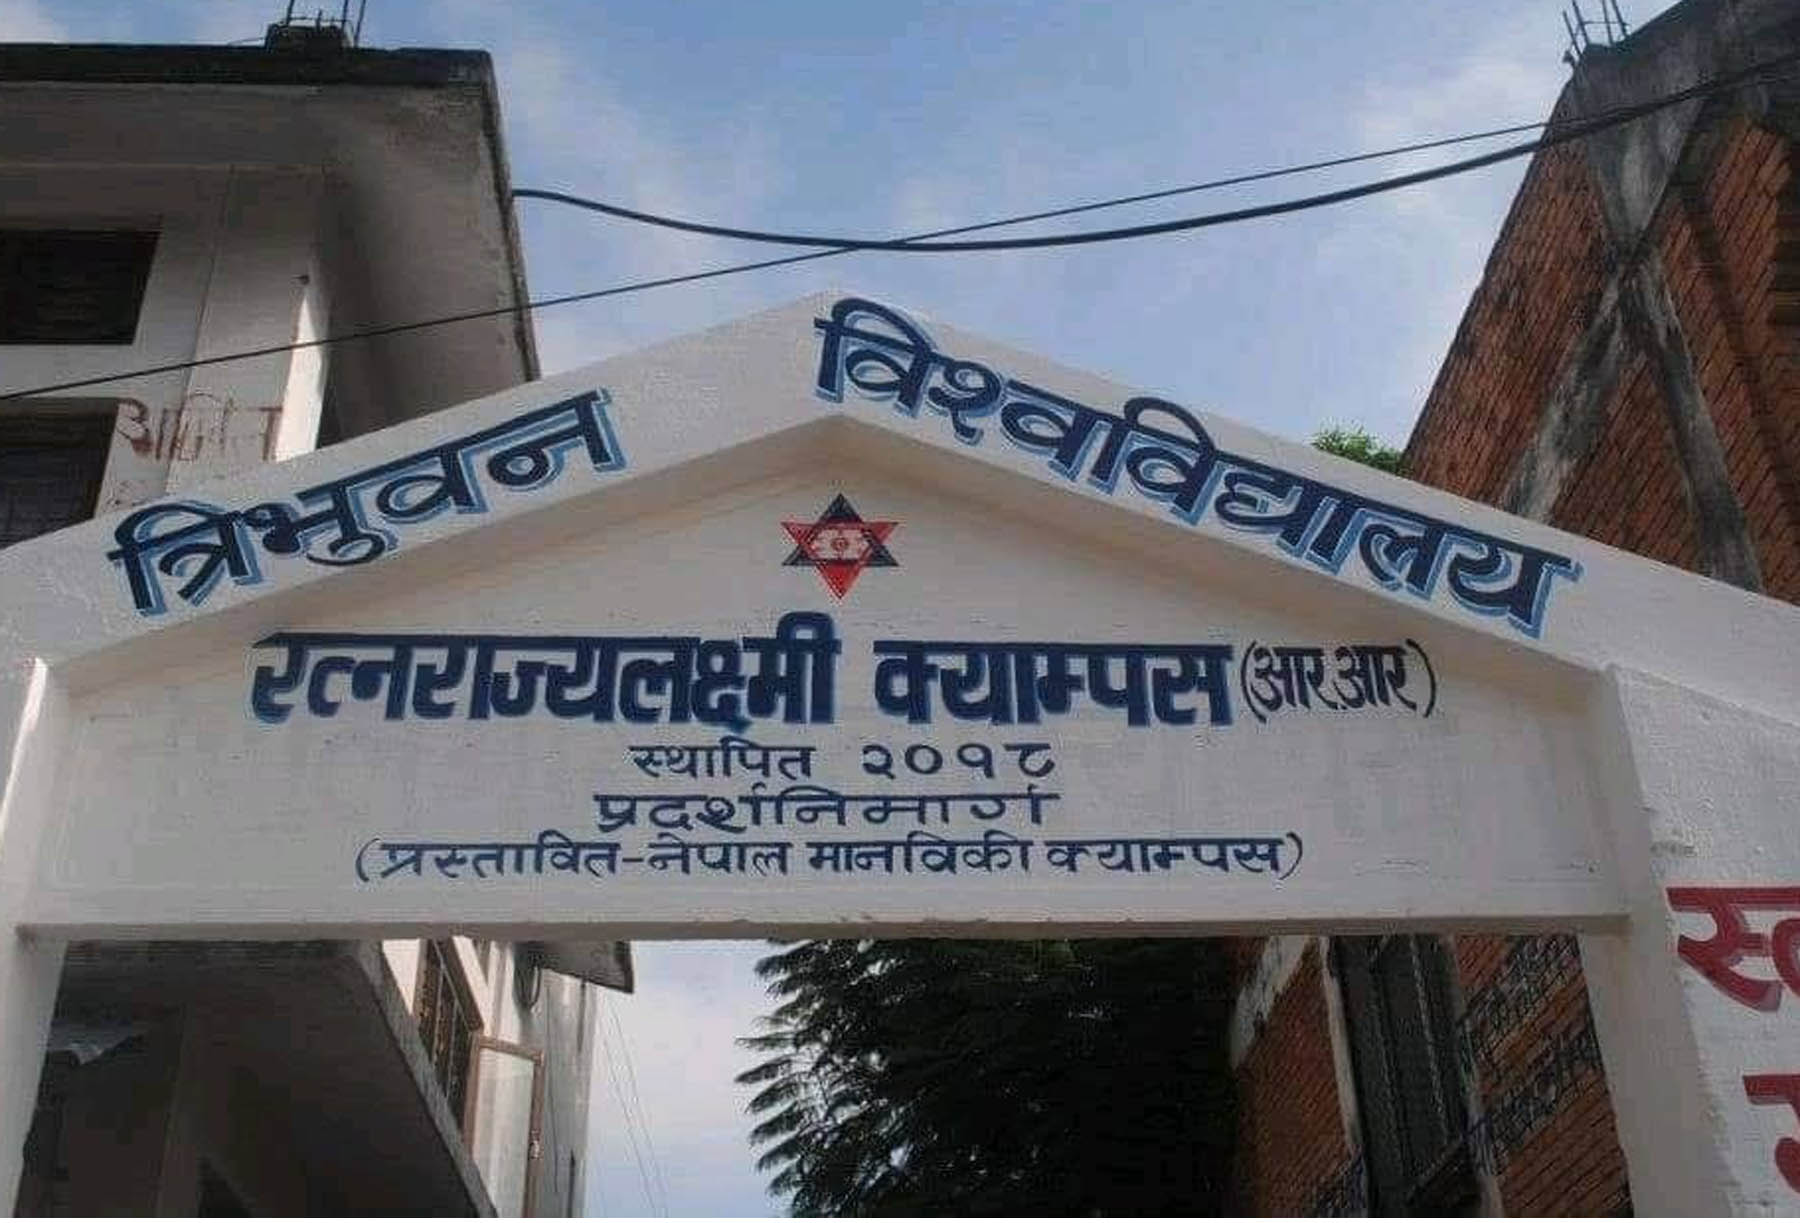 त्रिभुवन विश्वविद्यालय
रत्नराज्यलक्ष्मी क्याम्पस (आर.आर)
स्थापित २०१८
प्रदर्शनिमार्ग
(प्रस्तावित-नेपाल मानविकी क्याम्पस)